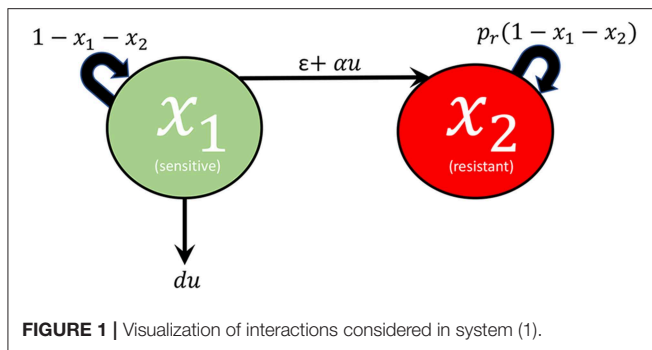 1 − x₁ − x₂
pᵣ(1 − x₁ − x₂)
ε+ αu
x₁
(sensitive)
x₂
(resistant)
du
FIGURE 1 | Visualization of interactions considered in system (1).